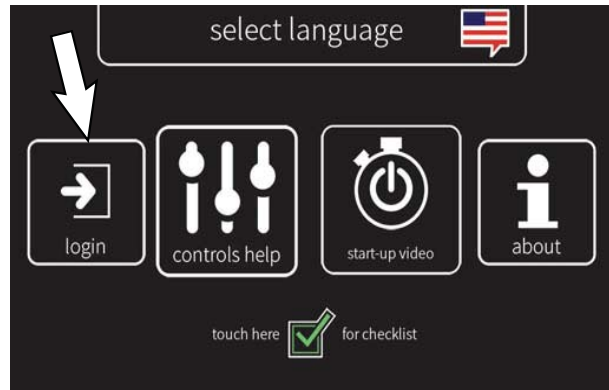 select language
login
controls help
start-up video
about
touch here for checklist